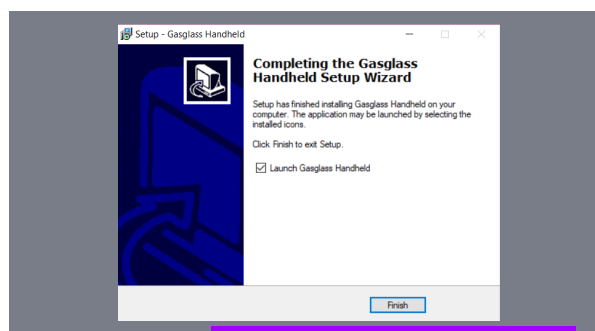 Setup - Gasglass Handheld
Completing the Gasglass
Handheld Setup Wizard
Setup has finished installing Gasglass Handheld on your
computer. The application may be launched by selecting the
installed icons.
Click Finish to exit Setup.
Launch Gasglass Handheld
Finish